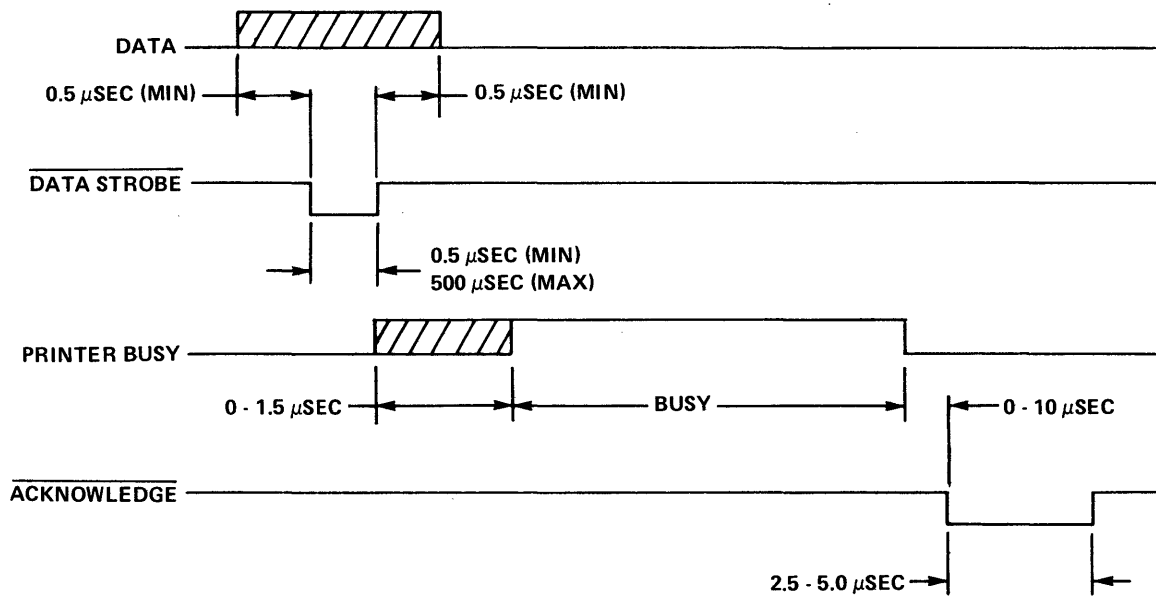 DATA
0.5 μSEC (MIN)
0.5 μSEC (MIN)
DATA STROBE
0.5 μSEC (MIN)
500 μSEC (MAX)
PRINTER BUSY
0 - 1.5 μSEC
BUSY
0 - 10 μSEC
ACKNOWLEDGE
2.5 - 5.0 μSEC